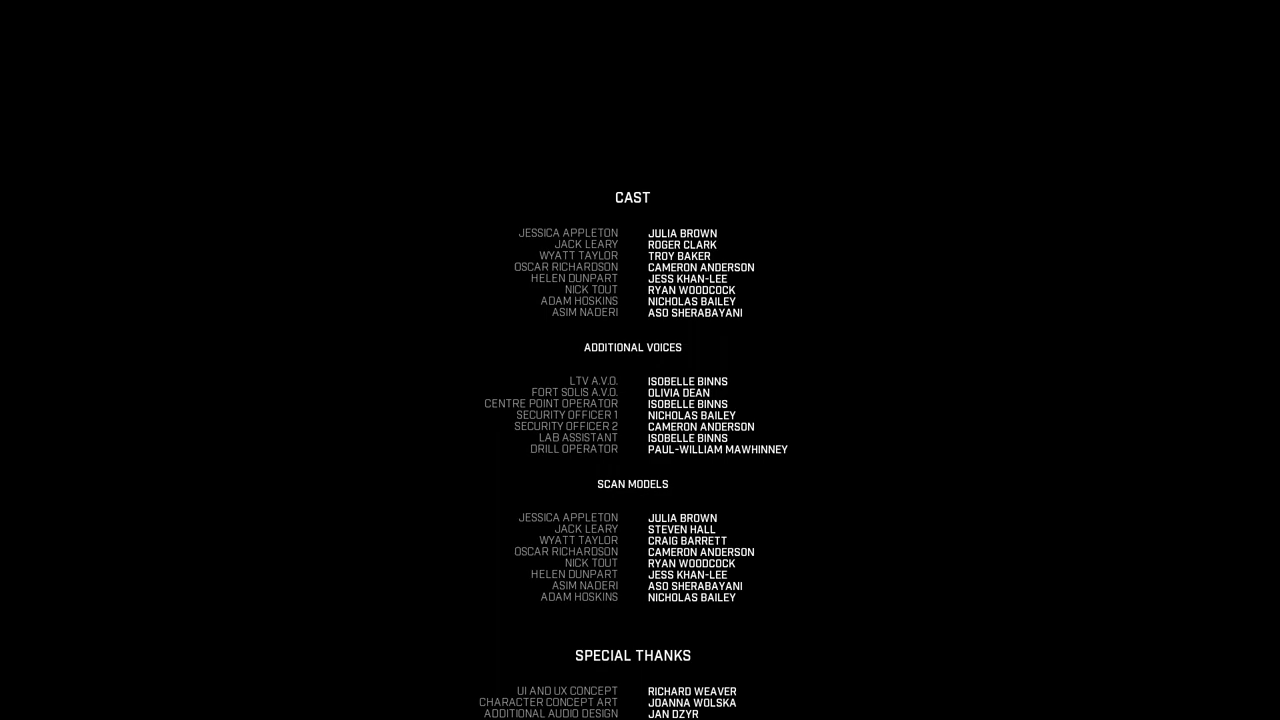 CAST
JESSICA APPLETON JULIA BROWN
JACK LEARY ROGER CLARK
WYATT TAYLOR TROY BAKER
OSCAR RICHARDSON CAMERON ANDERSON
HELEN DUNPART JESS KHAN-LEE
NICK TOUT RYAN WOODCOCK
ADAM HOSKINS NICHOLAS BAILEY
ASIM NADERI ASO SHERABAYANI
ADDITIONAL VOICES
LTV A.V.O. ISOBELLE BINNS
FORT SOLIS A.V.O. OLIVIA DEAN
CENTRE POINT OPERATOR ISOBELLE BINNS
SECURITY OFFICER 1 NICHOLAS BAILEY
SECURITY OFFICER 2 CAMERON ANDERSON
LAB ASSISTANT ISOBELLE BINNS
DRILL OPERATOR PAUL-WILLIAM MAWHINNEY
SCAN MODELS
JESSICA APPLETON JULIA BROWN
JACK LEARY STEVEN HALL
WYATT TAYLOR CRAIG BARRETT
OSCAR RICHARDSON CAMERON ANDERSON
NICK TOUT RYAN WOODCOCK
HELEN DUNPART JESS KHAN-LEE
ASIM NADERI ASO SHERABAYANI
ADAM HOSKINS NICHOLAS BAILEY
SPECIAL THANKS
UI AND UX CONCEPT RICHARD WEAVER
CHARACTER CONCEPT ART JOANNA WOLSKA
ADDITIONAL AUDIO DESIGN JAN DZYR